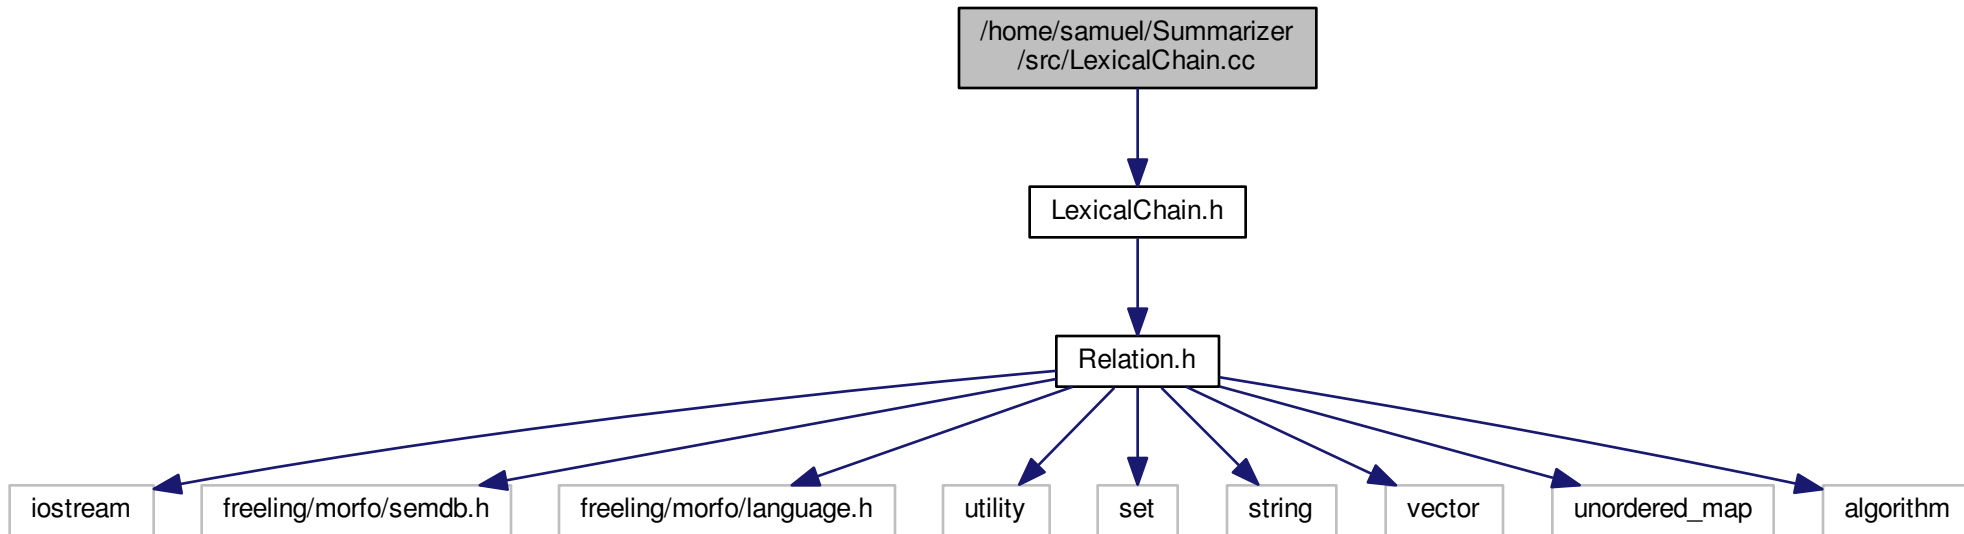 /home/samuel/Summarizer
/src/LexicalChain.cc
LexicalChain.h
Relation.h
iostream
freeling/morfo/semdb.h
freeling/morfo/language.h
utility
set
string
vector
unordered_map
algorithm